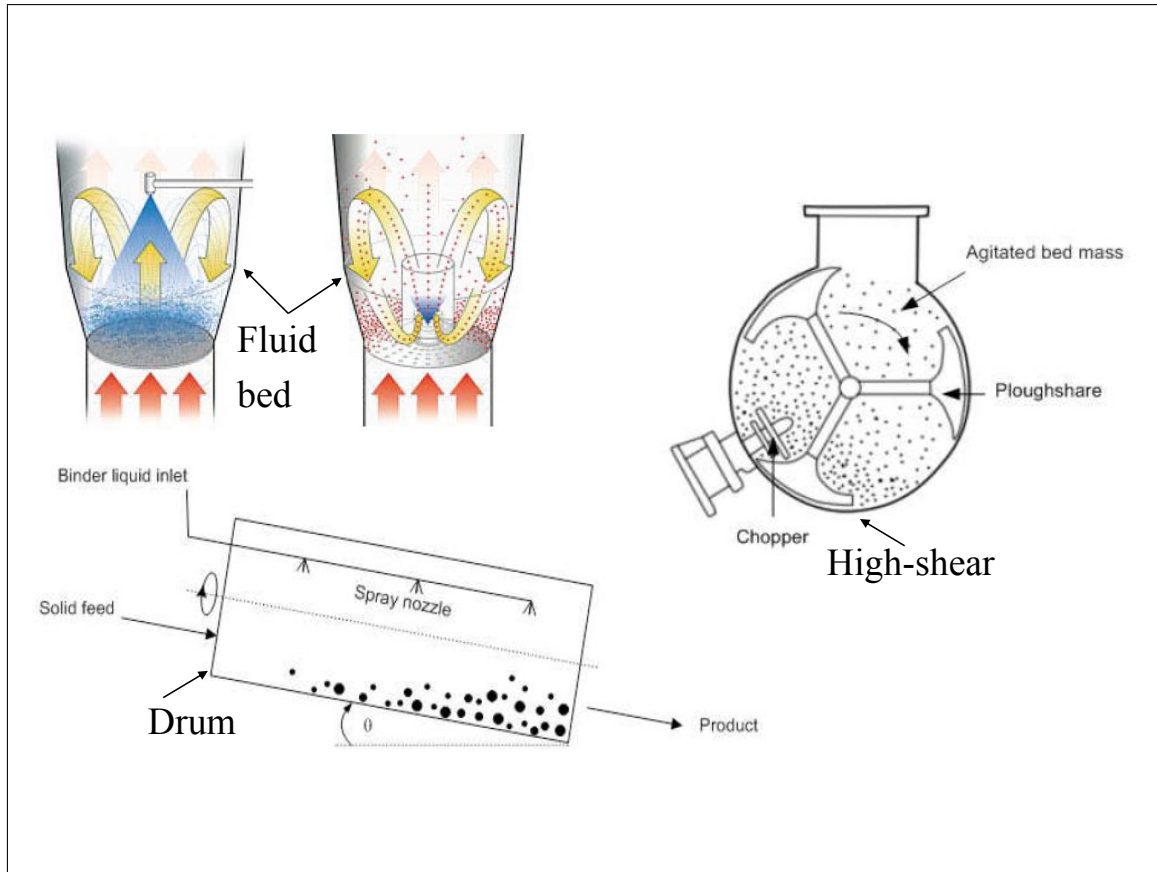 Fluid
bed
Agitated bed mass
Ploughshare
Chopper
High-shear
Binder liquid inlet
Spray nozzle
Solid feed
Drum
θ
Product